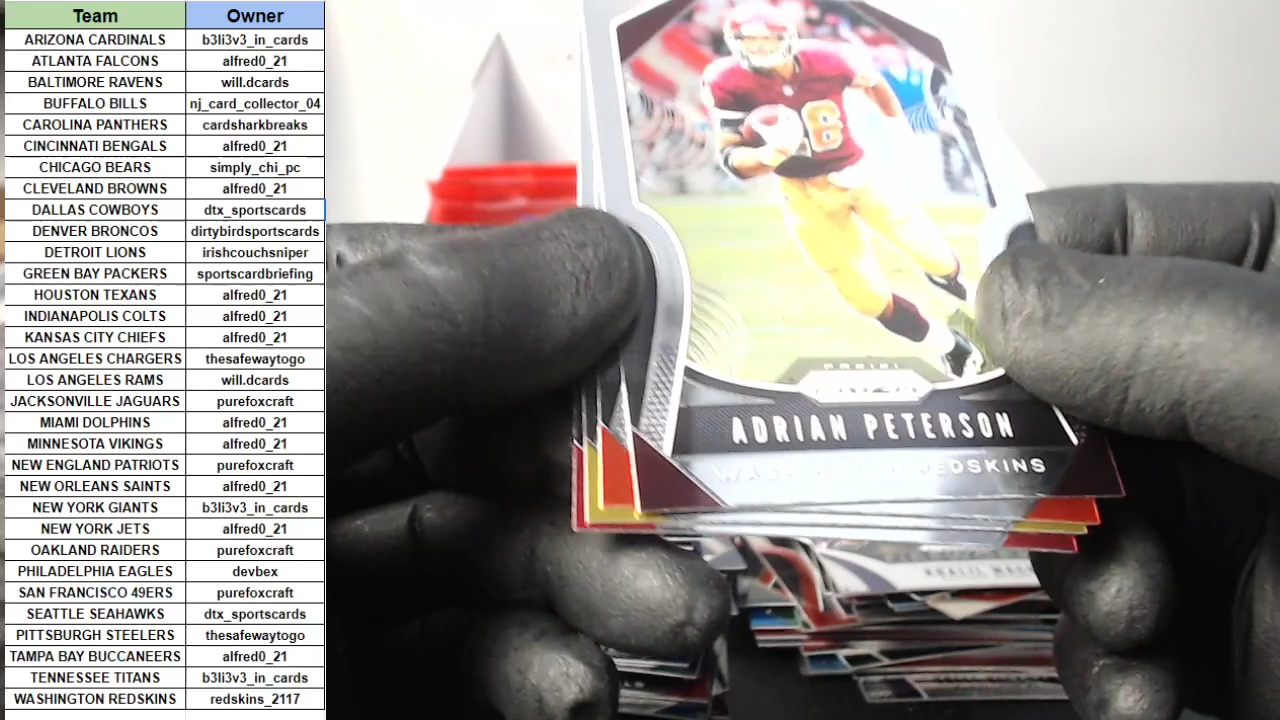 Team Owner
ARIZONA CARDINALS b3li3v3_in_cards
ATLANTA FALCONS alfred0_21
BALTIMORE RAVENS will.dcards
BUFFALO BILLS nj_card_collector_04
CAROLINA PANTHERS cardsharkbreaks
CINCINNATI BENGALS alfred0_21
CHICAGO BEARS simply_chi_pc
CLEVELAND BROWNS alfred0_21
DALLAS COWBOYS dtx_sportscards
DENVER BRONCOS dirtybirdsportscards
DETROIT LIONS irishcouchsniper
GREEN BAY PACKERS sportscardbriefing
HOUSTON TEXANS alfred0_21
INDIANAPOLIS COLTS alfred0_21
KANSAS CITY CHIEFS alfred0_21
LOS ANGELES CHARGERS thesafewaytogo
LOS ANGELES RAMS will.dcards
JACKSONVILLE JAGUARS purefoxcraft
MIAMI DOLPHINS alfred0_21
MINNESOTA VIKINGS alfred0_21
NEW ENGLAND PATRIOTS purefoxcraft
NEW ORLEANS SAINTS alfred0_21
NEW YORK GIANTS b3li3v3_in_cards
NEW YORK JETS alfred0_21
OAKLAND RAIDERS purefoxcraft
PHILADELPHIA EAGLES devbex
SAN FRANCISCO 49ERS purefoxcraft
SEATTLE SEAHAWKS dtx_sportscards
PITTSBURGH STEELERS thesafewaytogo
TAMPA BAY BUCCANEERS alfred0_21
TENNESSEE TITANS b3li3v3_in_cards
WASHINGTON REDSKINS redskins_2117
PANINI
PRIZM
ADRIAN PETERSON
WASHINGTON REDSKINS
KHALIL MACK